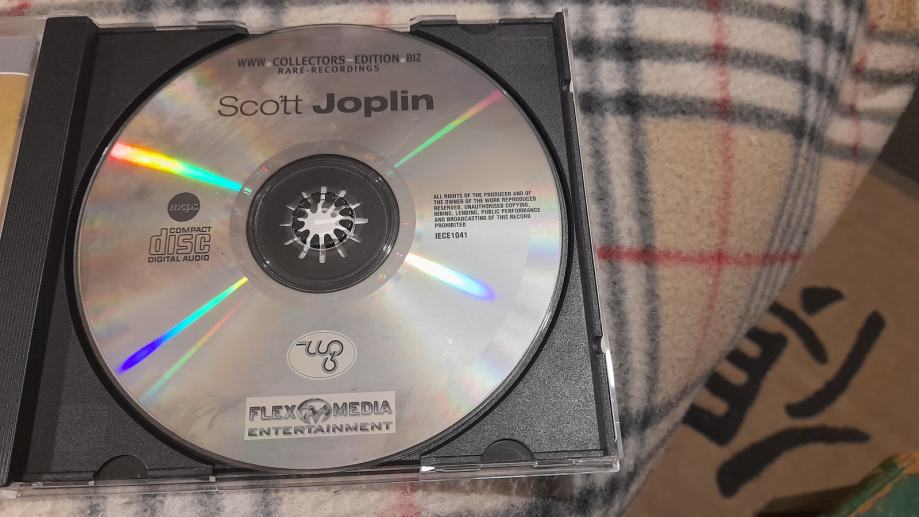 WWW·COLLECTORS-EDITION·BIZ
RARE-RECORDINGS
Scott Joplin
mcps
COMPACT
disc
DIGITAL AUDIO
ALL RIGHTS OF THE PRODUCER AND OF
THE OWNER OF THE WORK REPRODUCED
RESERVED. UNAUTHORISED COPYING,
HIRING, LENDING, PUBLIC PERFORMANCE
AND BROADCASTING OF THIS RECORD
PROHIBITED
IECE1041
FLEX MEDIA
ENTERTAINMENT